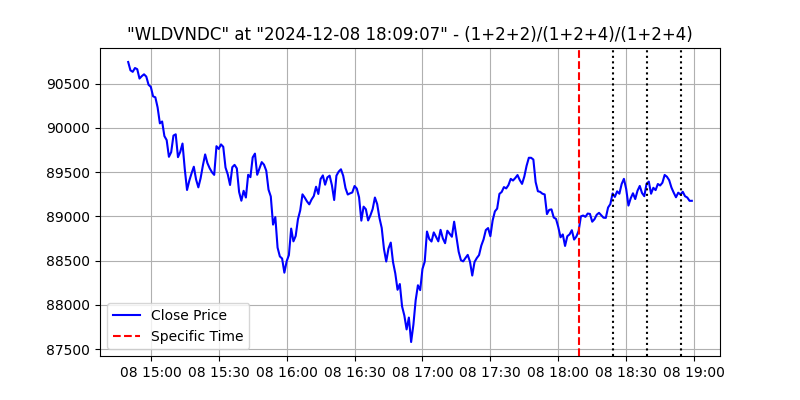 "WLDVNDC" at "2024-12-08 18:09:07" - (1+2+2)/(1+2+4)/(1+2+4)
90500
90000
89500
89000
88500
88000
87500
Close Price
Specific Time
08 15:00 08 15:30 08 16:00 08 16:30 08 17:00 08 17:30 08 18:00 08 18:30 08 19:00